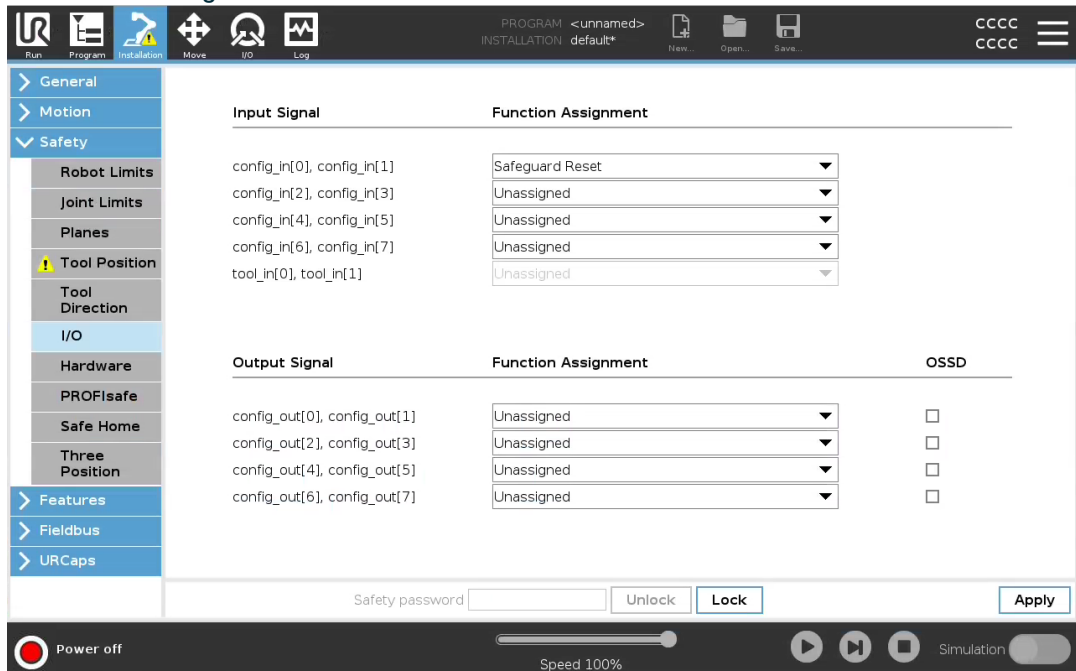 PROGRAM <unnamed>
INSTALLATION default*
CCCC
CCCC
Run Program Installation Move I/O Log New... Open... Save...
General
Motion
Safety
Robot Limits
Joint Limits
Planes
Tool Position
Tool
Direction
I/O
Hardware
PROFIsafe
Safe Home
Three
Position
Features
Fieldbus
URCaps
Input Signal Function Assignment
config_in[0], config_in[1] Safeguard Reset
config_in[2], config_in[3] Unassigned
config_in[4], config_in[5] Unassigned
config_in[6], config_in[7] Unassigned
tool_in[0], tool_in[1] Unassigned
Output Signal Function Assignment OSSD
config_out[0], config_out[1] Unassigned
config_out[2], config_out[3] Unassigned
config_out[4], config_out[5] Unassigned
config_out[6], config_out[7] Unassigned
Safety password Unlock Lock Apply
Power off Speed 100% Simulation